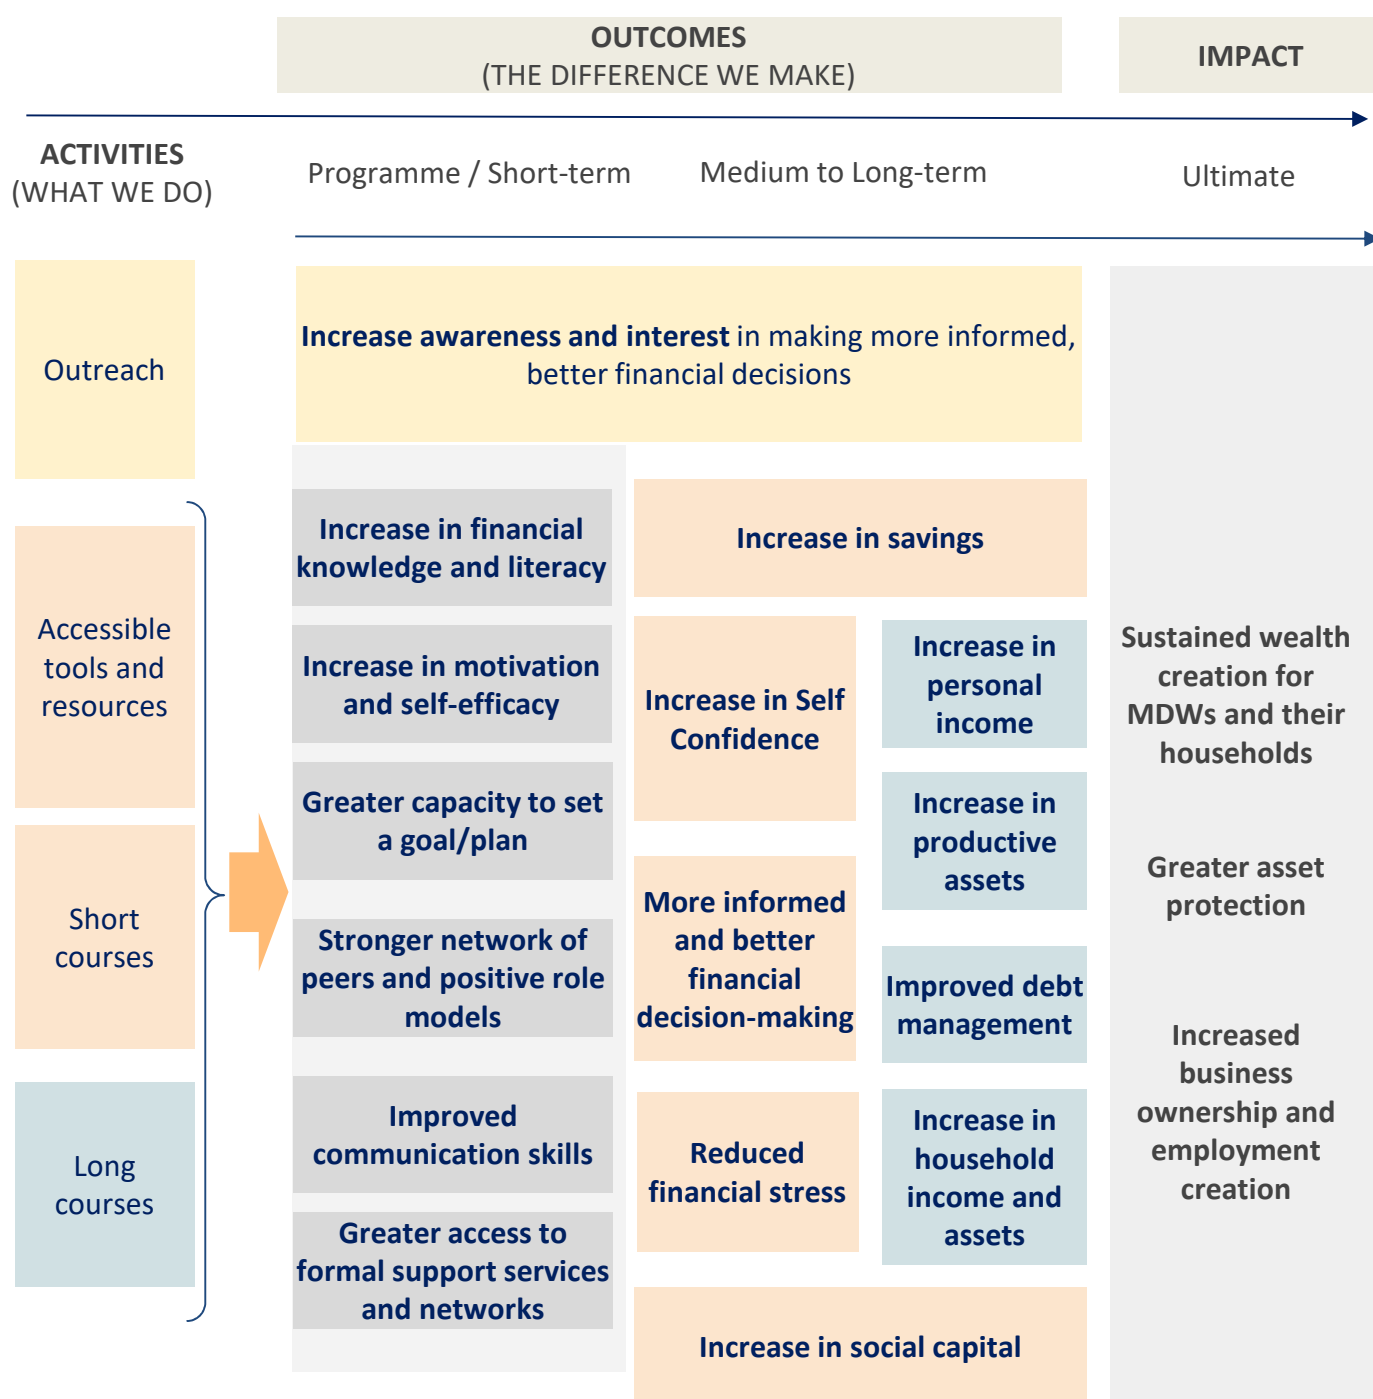 OUTCOMES
(THE DIFFERENCE WE MAKE)
IMPACT
ACTIVITIES
(WHAT WE DO)
Programme / Short-term
Medium to Long-term
Ultimate
Outreach
Increase awareness and interest in making more informed,
better financial decisions
Accessible
tools and
resources
Short
courses
Long
courses
Increase in financial
knowledge and literacy
Increase in motivation
and self-efficacy
Greater capacity to set
a goal/plan
Stronger network of
peers and positive role
models
Improved
communication skills
Greater access to
formal support services
and networks
Increase in savings
Increase in Self
Confidence
More informed
and better
financial
decision-making
Reduced
financial stress
Increase in
personal
income
Increase in
productive
assets
Improved debt
management
Increase in
household
income and
assets
Increase in social capital
Sustained wealth
creation for
MDWs and their
households
Greater asset
protection
Increased
business
ownership and
employment
creation